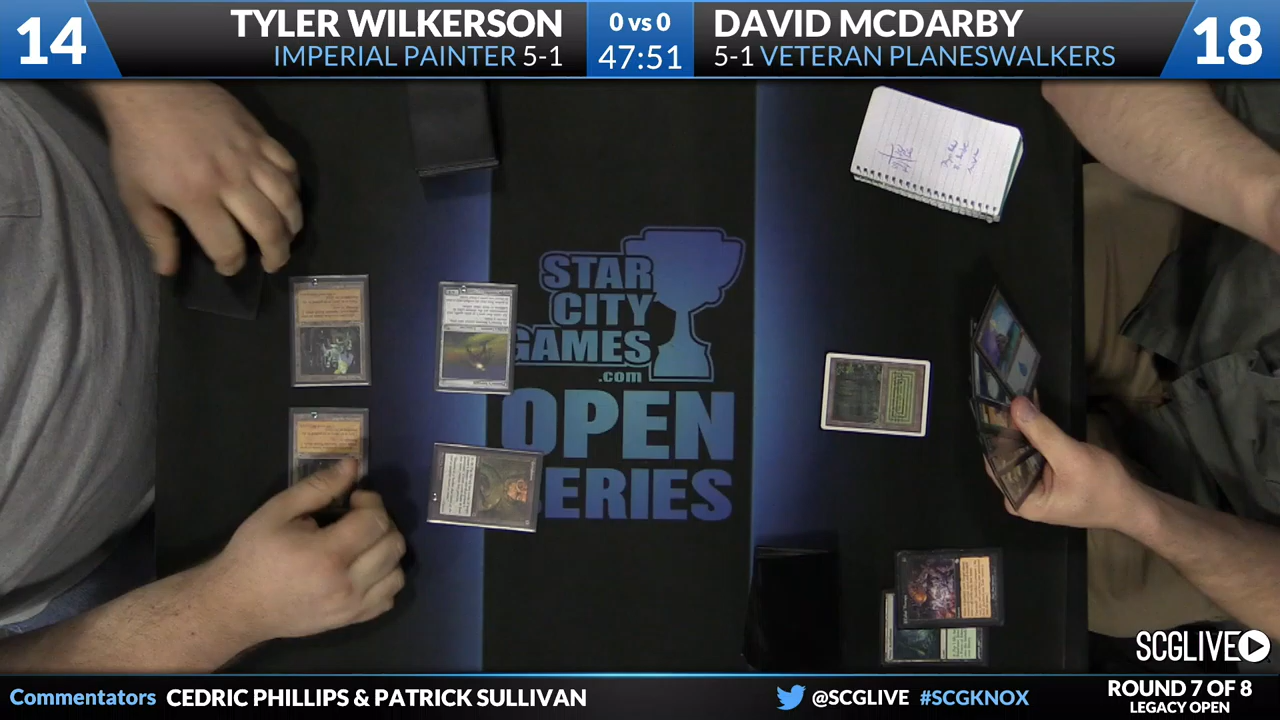 14
TYLER WILKERSON
IMPERIAL PAINTER 5-1
0 vs 0
47:51
DAVID MCDARBY
5-1 VETERAN PLANESWALKERS
18
STAR
CITY
GAMES
.com
OPEN
SERIES
SCGLIVE
Commentators CEDRIC PHILLIPS & PATRICK SULLIVAN
@SCGLIVE #SCGKNOX
ROUND 7 OF 8
LEGACY OPEN